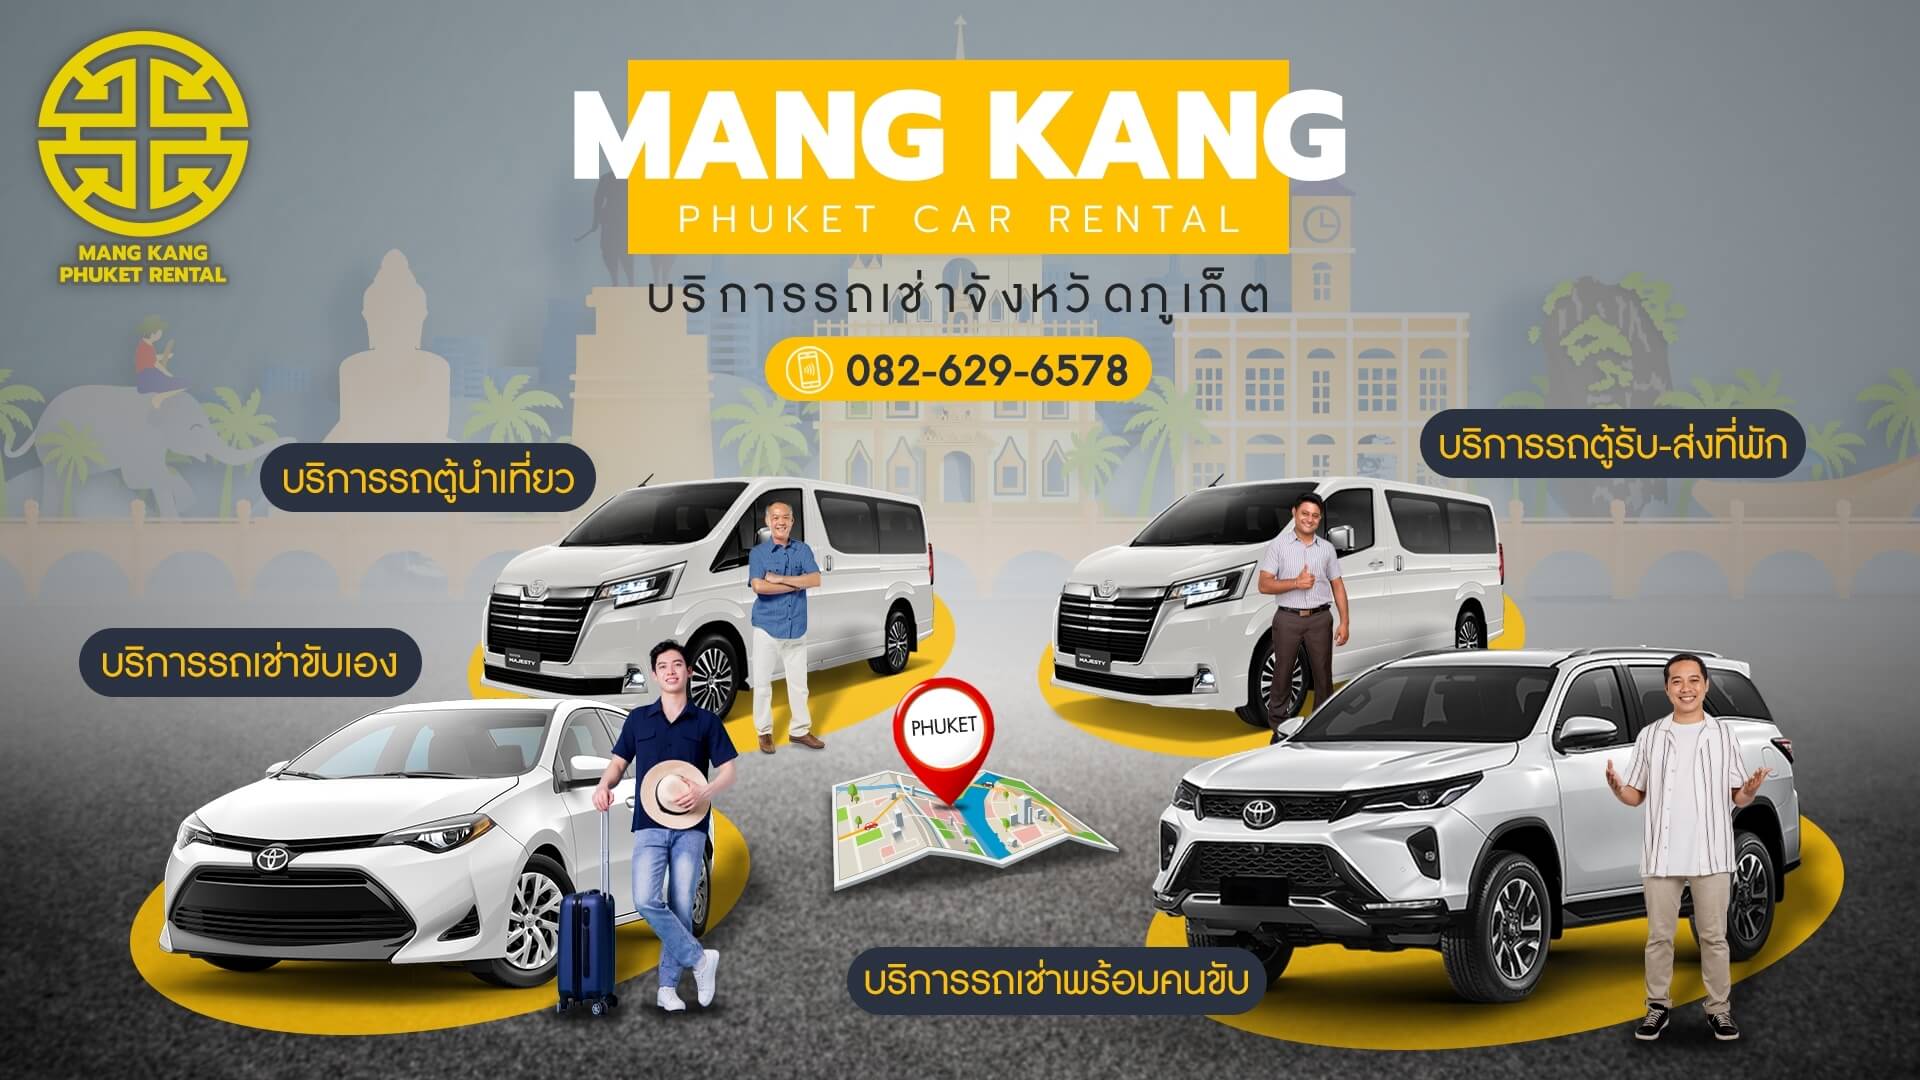 MANG KANG
PHUKET RENTAL
MANG KANG
PHUKET CAR RENTAL
บริการรถเช่าจังหวัดภูเก็ต
082-629-6578
บริการรถตู้นำเที่ยว
บริการรถตู้รับ-ส่งที่พัก
บริการรถเช่าขับเอง
TOYOTA
MAJESTY
TOYOTA
MAJESTY
PHUKET
บริการรถเช่าพร้อมคนขับ